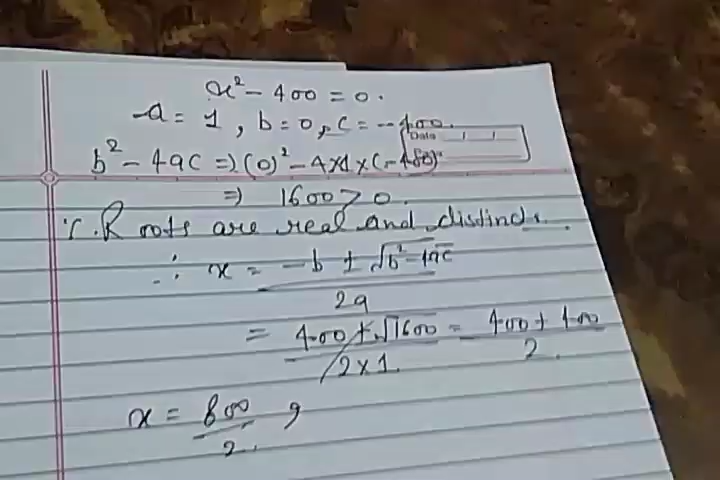 x² - 400 = 0.
a = 1, b = 0, c = -400.
Date
b² - 4ac ⇒ (0)² - 4×1×(-400)
⇒ 1600 > 0.
∵ Roots are real and distinct.
∴ x = -b ± √b²-4ac / 2a
= 400 ± √1600 / 2×1. = 400 + 400 / 2.
x = 800 / 2. ,